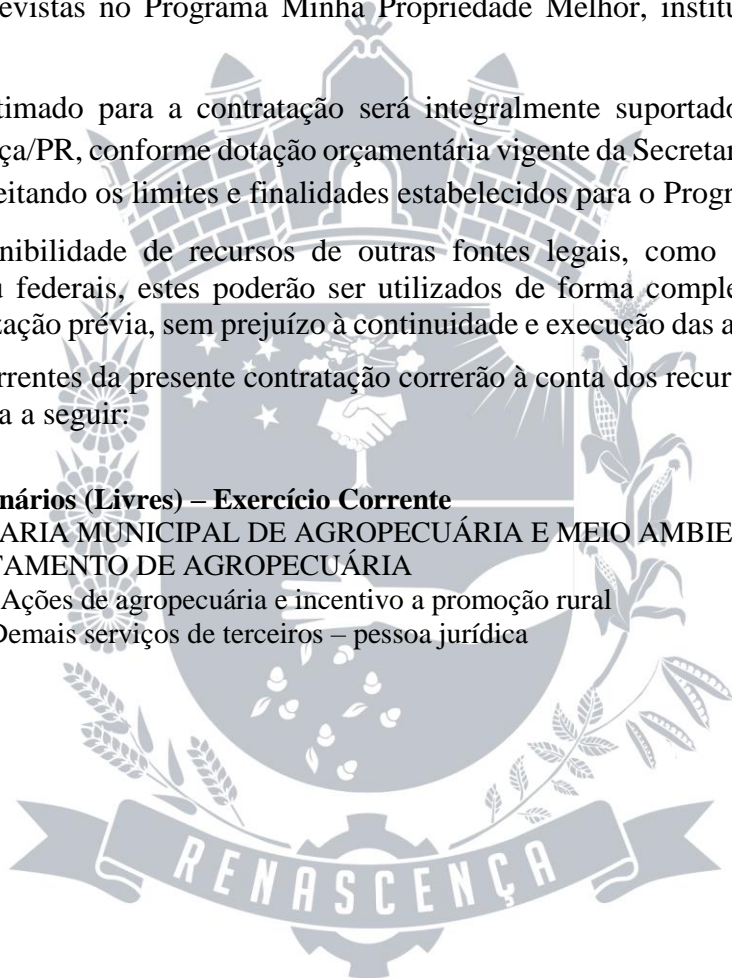 evistas no Programa Minha Propriedade Melhor, institu
timado para a contratação será integralmente suportado
ça/PR, conforme dotação orçamentária vigente da Secretar
eitando os limites e finalidades estabelecidos para o Progr
nibilidade de recursos de outras fontes legais, como
u federais, estes poderão ser utilizados de forma comple
zação prévia, sem prejuízo à continuidade e execução das a
rrentes da presente contratação correrão à conta dos recur
a a seguir:
nários (Livres) – Exercício Corrente
ARIA MUNICIPAL DE AGROPECUÁRIA E MEIO AMBIE
TAMENTO DE AGROPECUÁRIA
Ações de agropecuária e incentivo a promoção rural
Demais serviços de terceiros – pessoa jurídica
RENASCENÇA